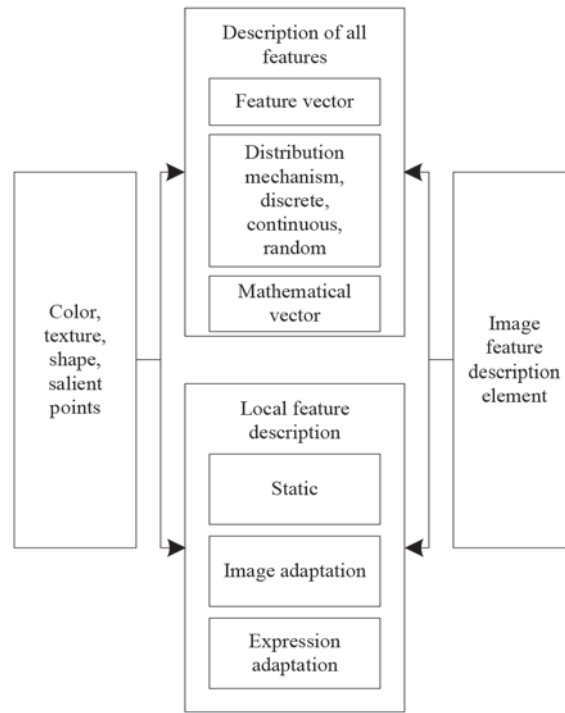 Description of all
features
Feature vector
Distribution
mechanism,
discrete,
continuous,
random
Mathematical
vector
Color,
texture,
shape,
salient
points
Image
feature
description
element
Local feature
description
Static
Image adaptation
Expression
adaptation